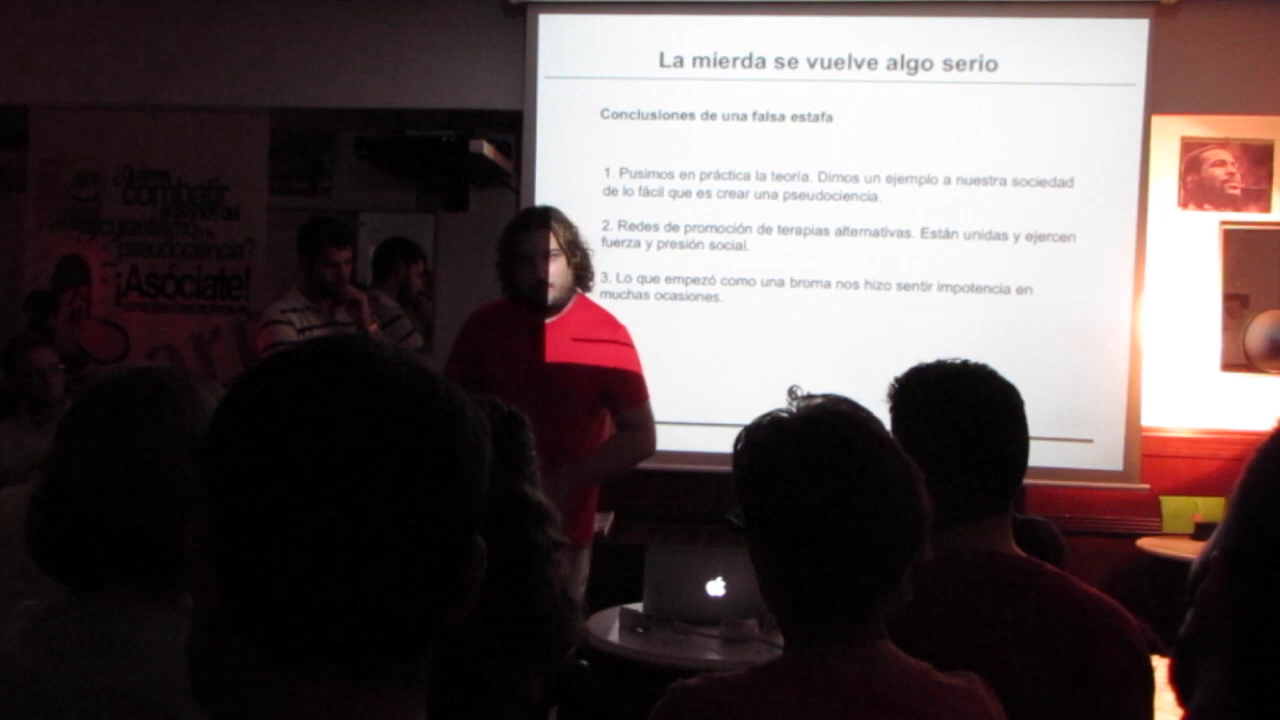 La mierda se vuelve algo serio
Conclusiones de una falsa estafa
1. Pusimos en práctica la teoría. Dimos un ejemplo a nuestra sociedad
de lo fácil que es crear una pseudociencia.
2. Redes de promoción de terapias alternativas. Están unidas y ejercen
fuerza y presión social.
3. Lo que empezó como una broma nos hizo sentir impotencia en
muchas ocasiones.
¿Quieres
combatir
pseudociencia?
¡Asóciate!